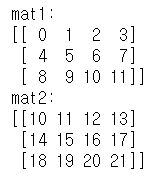 mat1:
[[ 0  1  2  3]
 [ 4  5  6  7]
 [ 8  9 10 11]]
mat2:
[[10 11 12 13]
 [14 15 16 17]
 [18 19 20 21]]